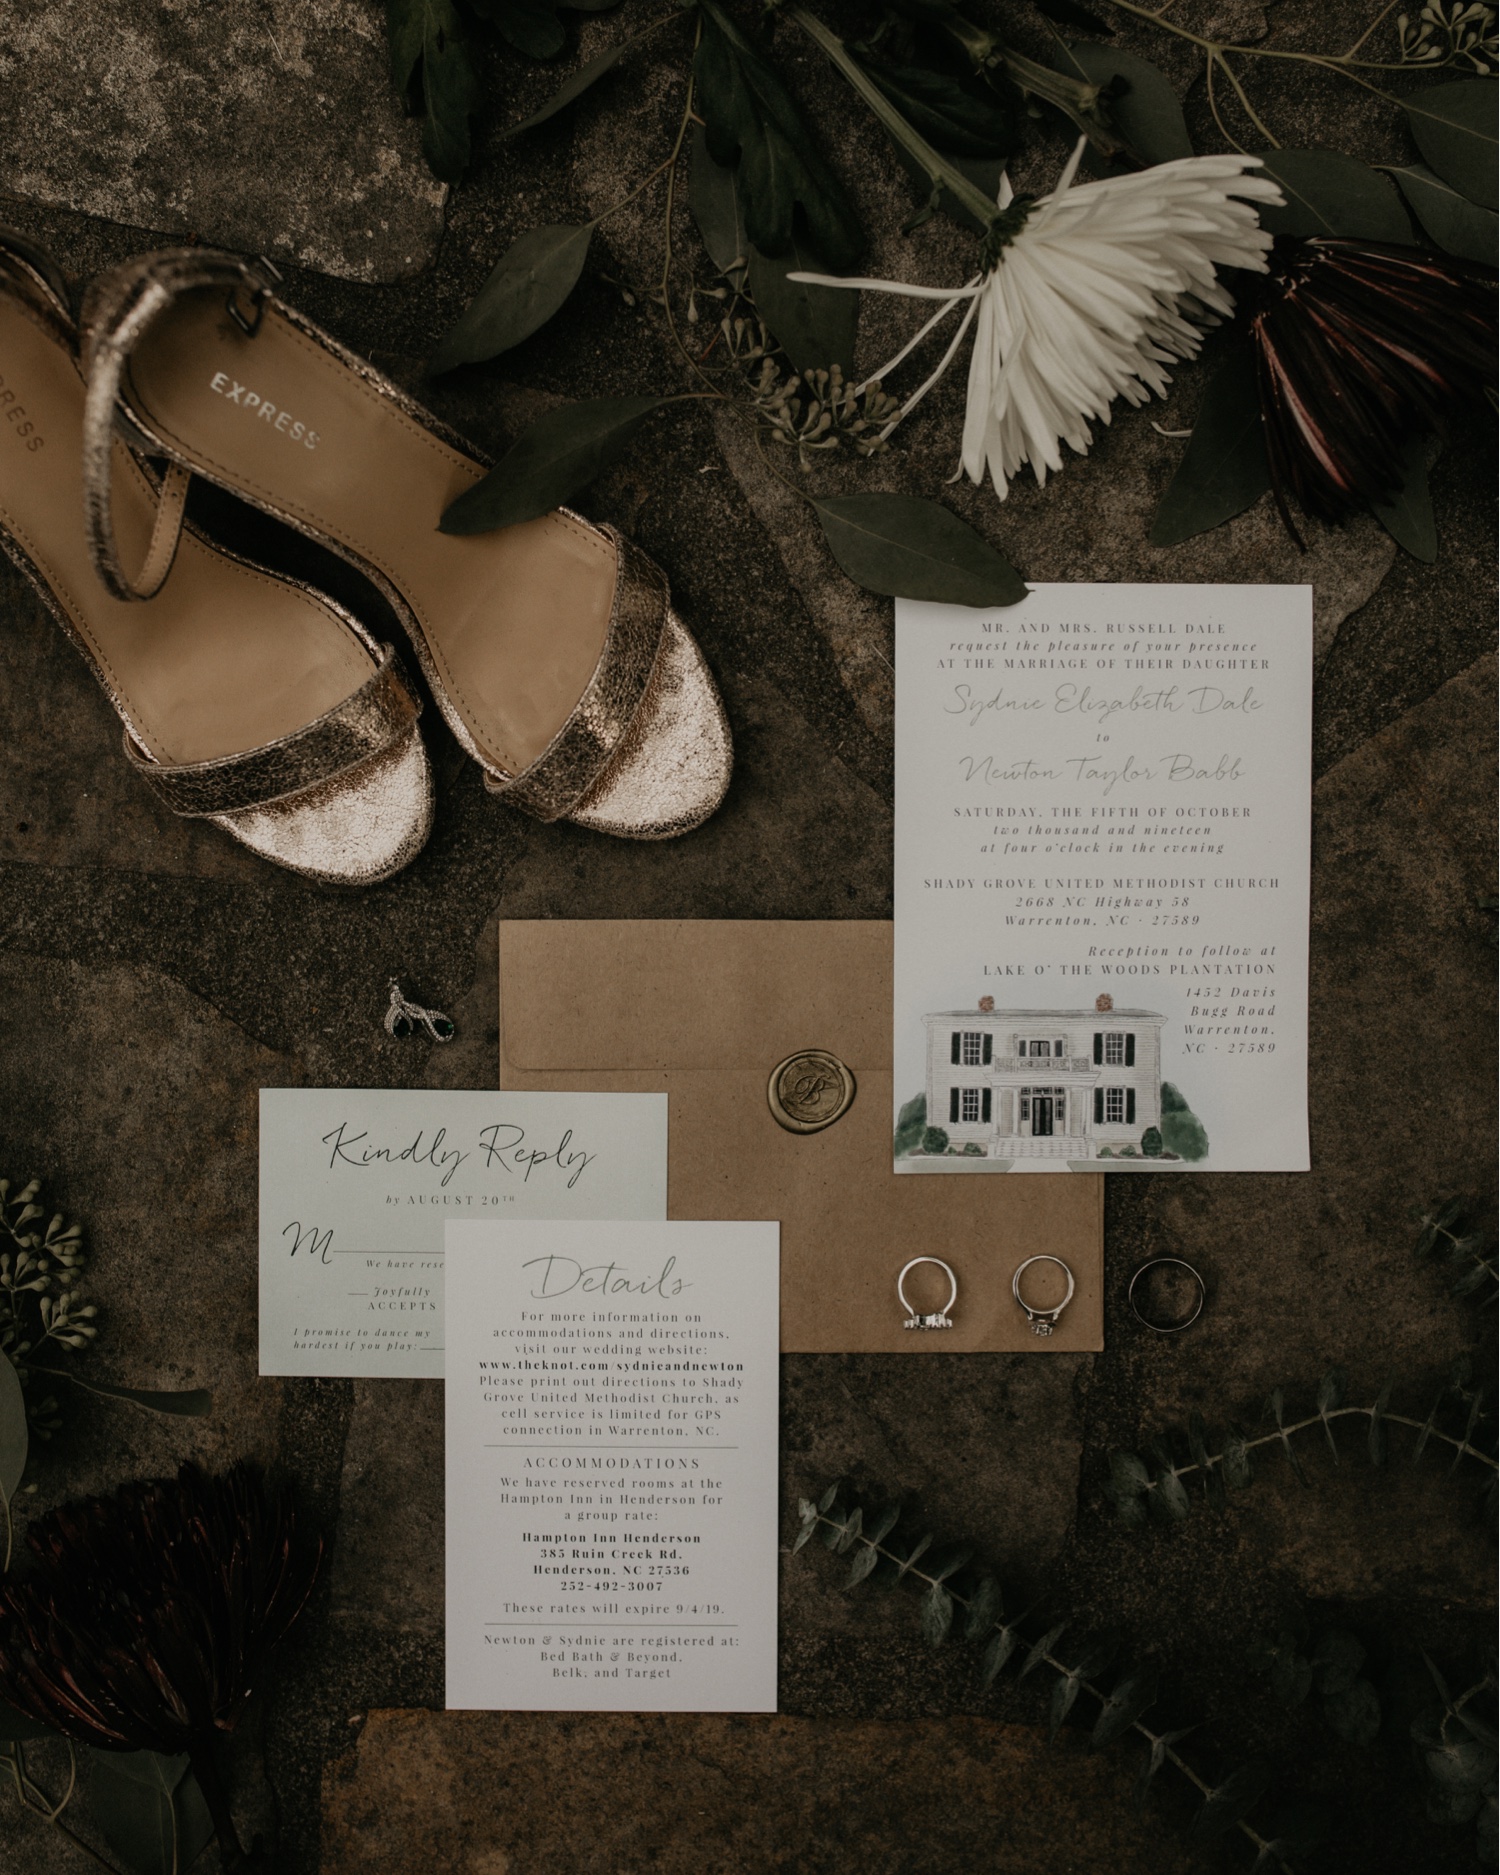 EXPRESS
RESS
MR. AND MRS. RUSSELL DALE
request the pleasure of your presence
AT THE MARRIAGE OF THEIR DAUGHTER
Sydnie Elizabeth Dale
to
Newton Taylor Babb
SATURDAY, THE FIFTH OF OCTOBER
two thousand and nineteen
at four o'clock in the evening
SHADY GROVE UNITED METHODIST CHURCH
2668 NC Highway 58
Warrenton, NC · 27589
Reception to follow at
LAKE O' THE WOODS PLANTATION
1452 Davis
Bugg Road
Warrenton,
NC · 27589
B
Kindly Reply
by AUGUST 20TH
M
We have rese
Joyfully
ACCEPTS
I promise to dance my
hardest if you play:
Details
For more information on
accommodations and directions,
visit our wedding website:
www.theknot.com/sydnieandnewton
Please print out directions to Shady
Grove United Methodist Church, as
cell service is limited for GPS
connection in Warrenton, NC.
ACCOMMODATIONS
We have reserved rooms at the
Hampton Inn in Henderson for
a group rate:
Hampton Inn Henderson
385 Ruin Creek Rd.
Henderson, NC 27536
252-492-3007
These rates will expire 9/4/19.
Newton & Sydnie are registered at:
Bed Bath & Beyond,
Belk, and Target